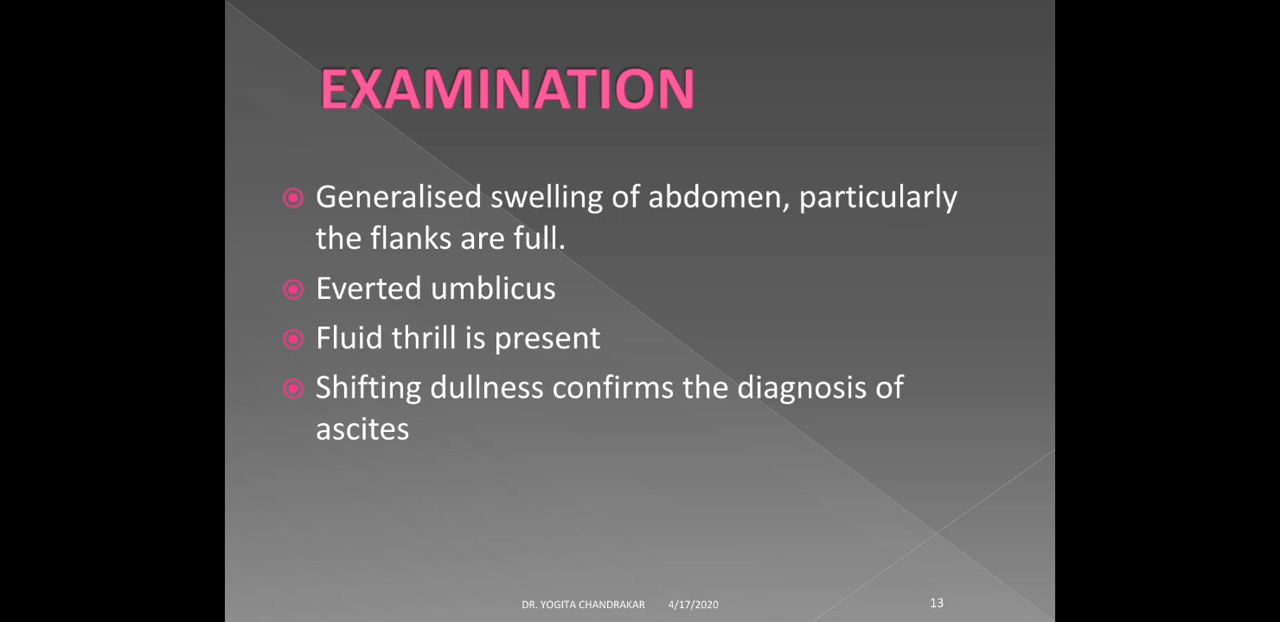 EXAMINATION
Generalised swelling of abdomen, particularly
the flanks are full.
Everted umblicus
Fluid thrill is present
Shifting dullness confirms the diagnosis of
ascites
DR. YOGITA CHANDRAKAR 4/17/2020 13